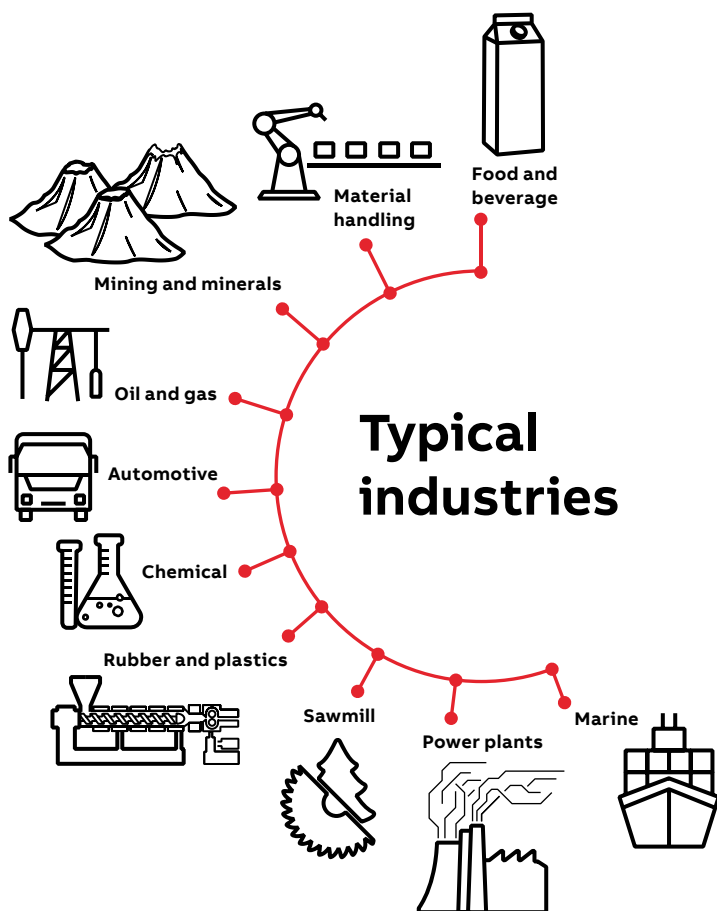 Food and
beverage
Material
handling
Mining and minerals
Oil and gas
Typical
industries
Automotive
Chemical
Rubber and plastics
Sawmill
Power plants
Marine